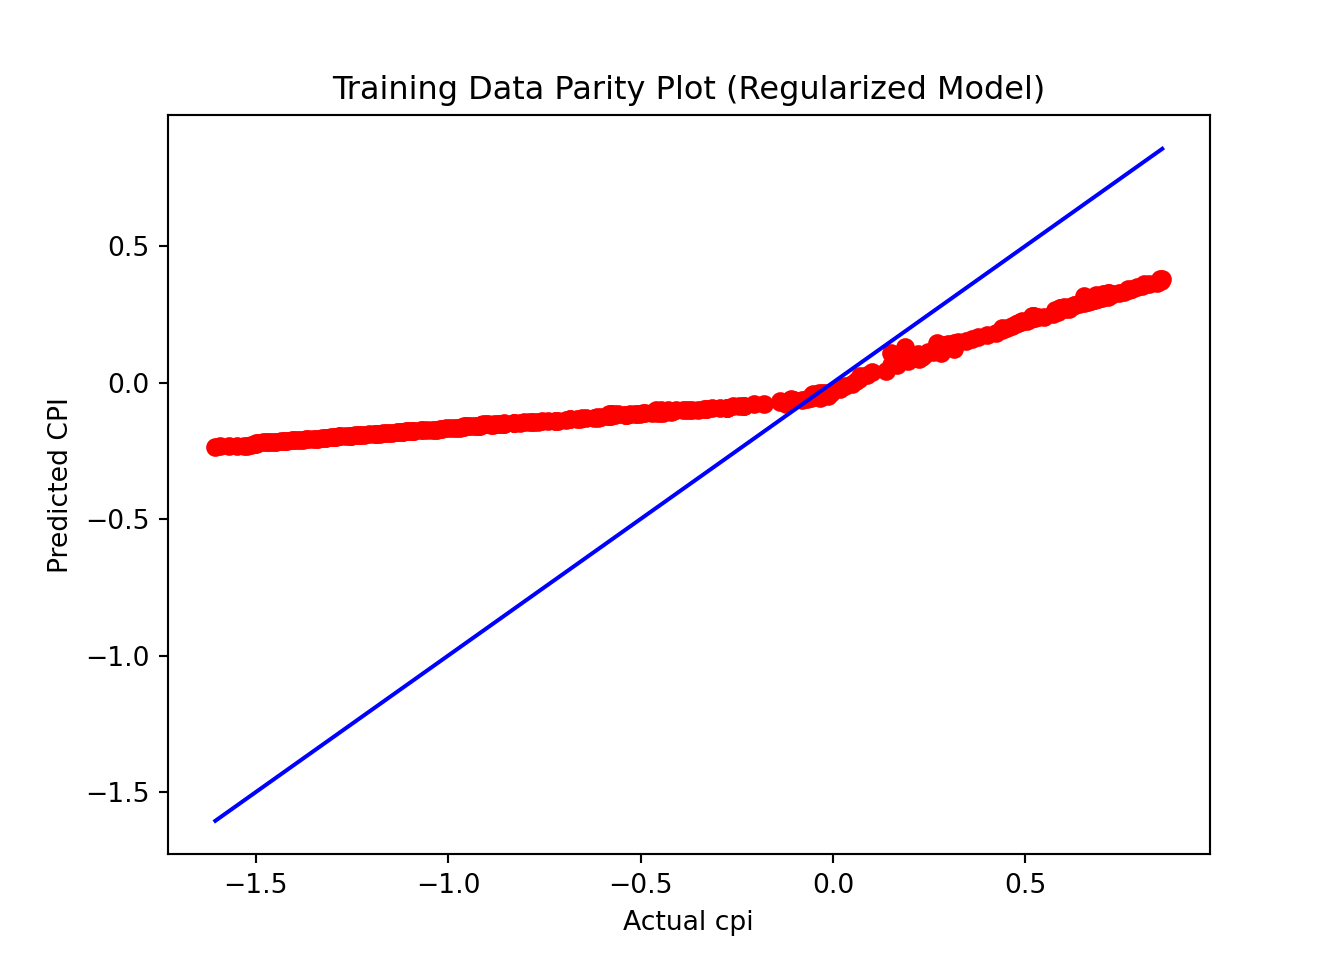 Training Data Parity Plot (Regularized Model)
0.5
0.0
−0.5
−1.0
−1.5
Predicted CPI
−1.5 −1.0 −0.5 0.0 0.5
Actual cpi